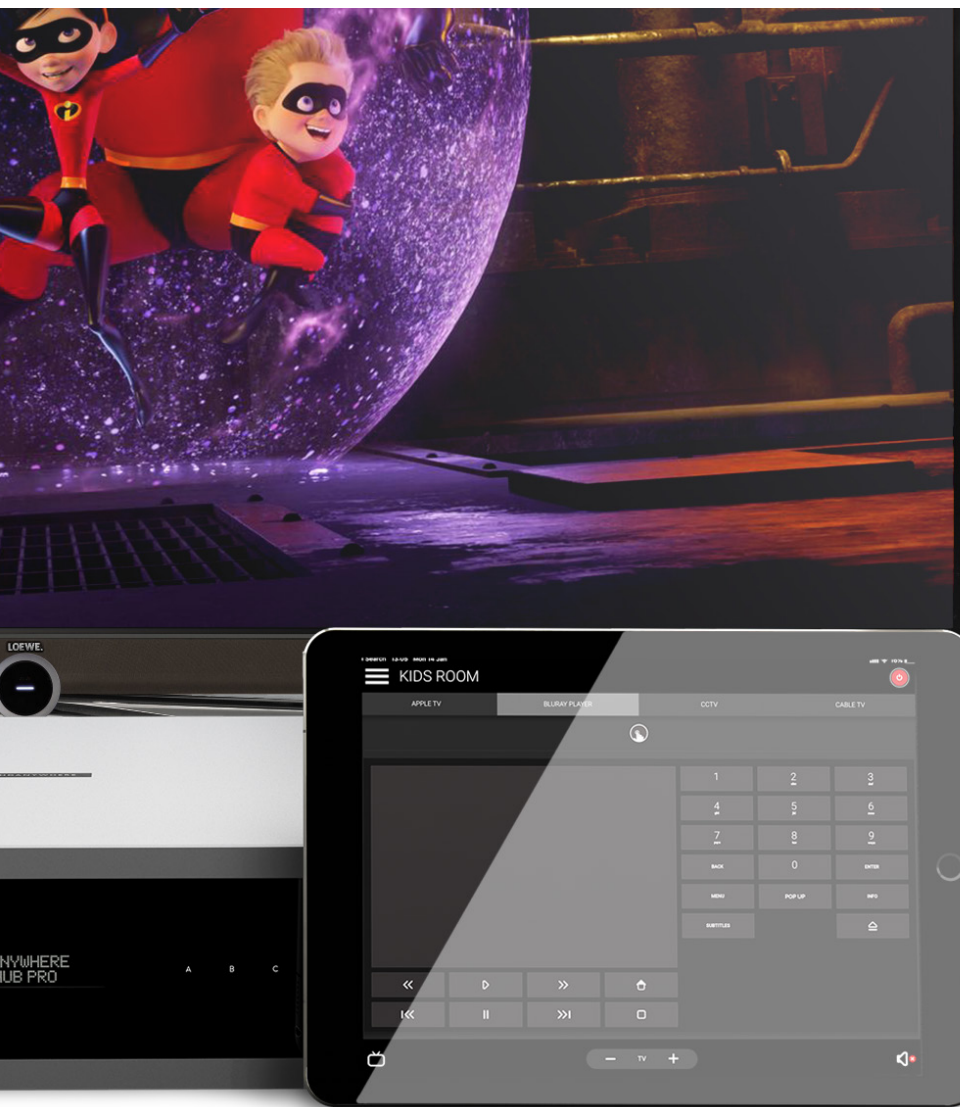 LOEWE.
KIDS ROOM
APPLE TV
BLURAY PLAYER
CCTV
CABLE TV
1
2
3
4
5
6
7
8
9
BACK
0
ENTER
MENU
POP UP
INFO
SUBTITLES
NYWHERE
A
B
C
UB PRO
TV